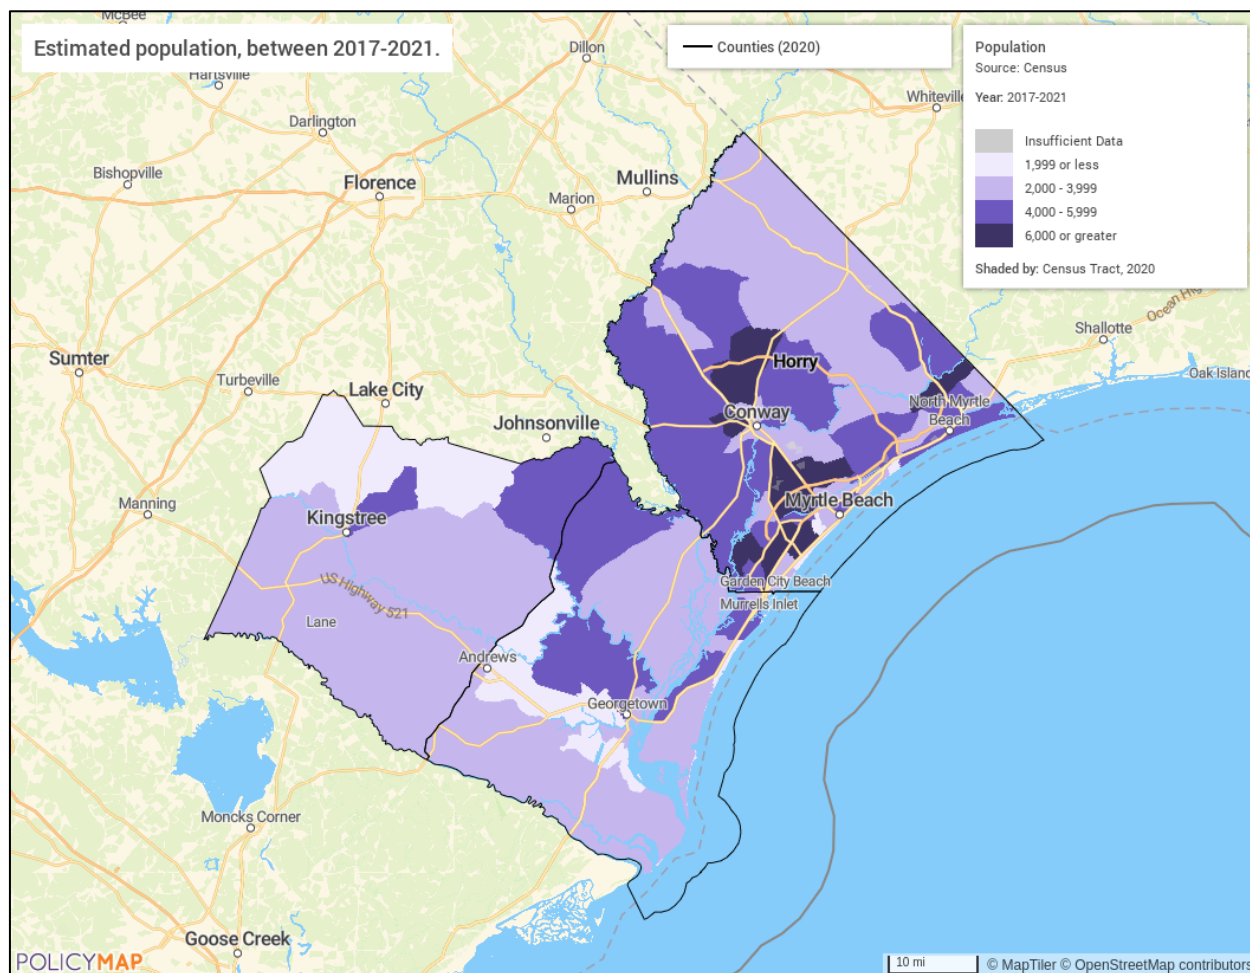 McBee
Estimated population, between 2017-2021.
Counties (2020)
Population
Source: Census
Year: 2017-2021
Insufficient Data
1,999 or less
2,000 - 3,999
4,000 - 5,999
6,000 or greater
Shaded by: Census Tract, 2020
Dillon
Hartsville
Whiteville
Darlington
Bishopville
Florence
Mullins
Marion
Ocean Hig
Shallotte
Sumter
Horry
Oak Island
Turbeville
Lake City
North Myrtle
Beach
Conway
Johnsonville
Manning
Myrtle Beach
Kingstree
US Highway 521
Garden City Beach
Murrells Inlet
Lane
Andrews
Georgetown
Moncks Corner
Goose Creek
POLICYMAP
10 mi
© MapTiler © OpenStreetMap contributors